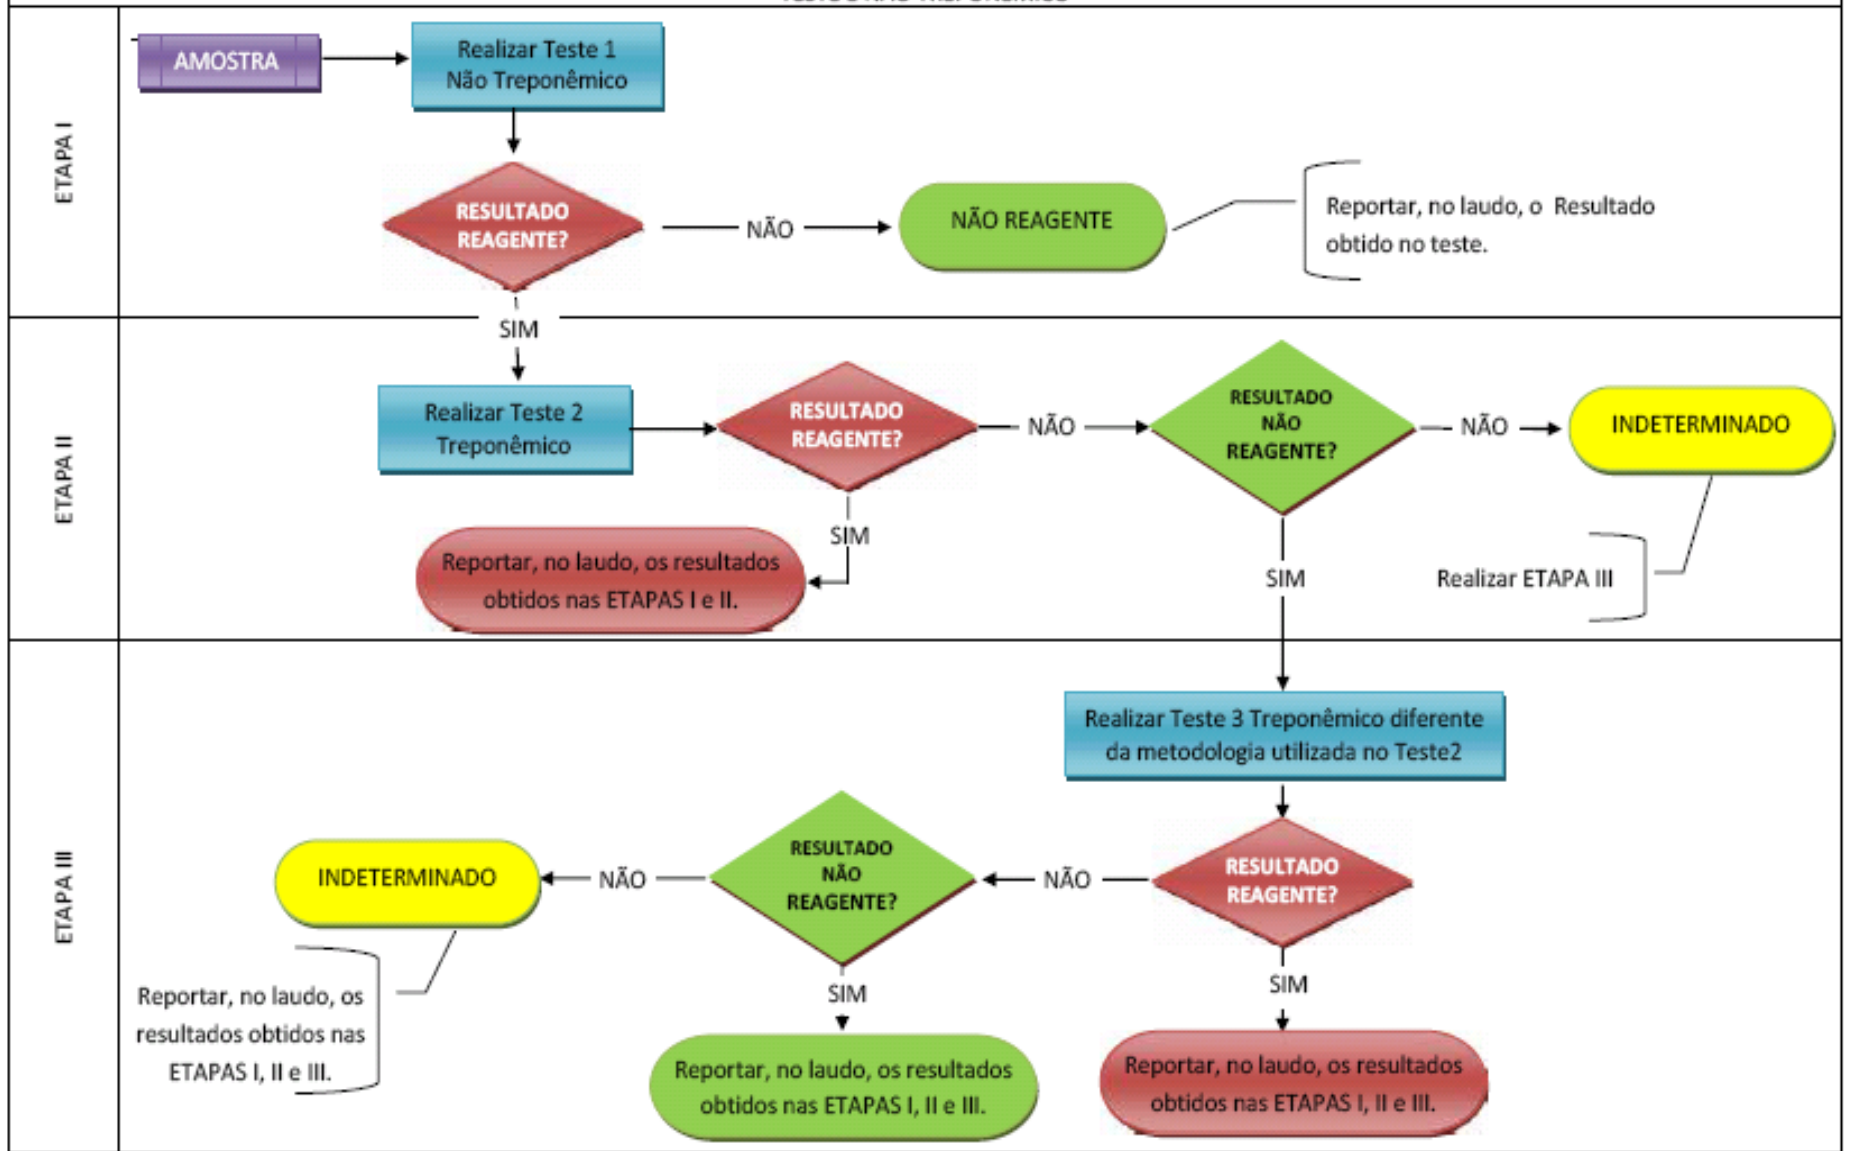 ETAPA I
AMOSTRA
Realizar Teste 1
Não Treponêmico
RESULTADO
REAGENTE?
NÃO
NÃO REAGENTE
Reportar, no laudo, o Resultado
obtido no teste.
SIM
ETAPA II
Realizar Teste 2
Treponêmico
RESULTADO
REAGENTE?
NÃO
RESULTADO
NÃO
REAGENTE?
NÃO
INDETERMINADO
SIM
Reportar, no laudo, os resultados
obtidos nas ETAPAS I e II.
SIM
Realizar ETAPA III
ETAPA III
Realizar Teste 3 Treponêmico diferente
da metodologia utilizada no Teste2
RESULTADO
REAGENTE?
NÃO
RESULTADO
NÃO
REAGENTE?
NÃO
INDETERMINADO
Reportar, no laudo, os
resultados obtidos nas
ETAPAS I, II e III.
SIM
Reportar, no laudo, os resultados
obtidos nas ETAPAS I, II e III.
SIM
Reportar, no laudo, os resultados
obtidos nas ETAPAS I, II e III.